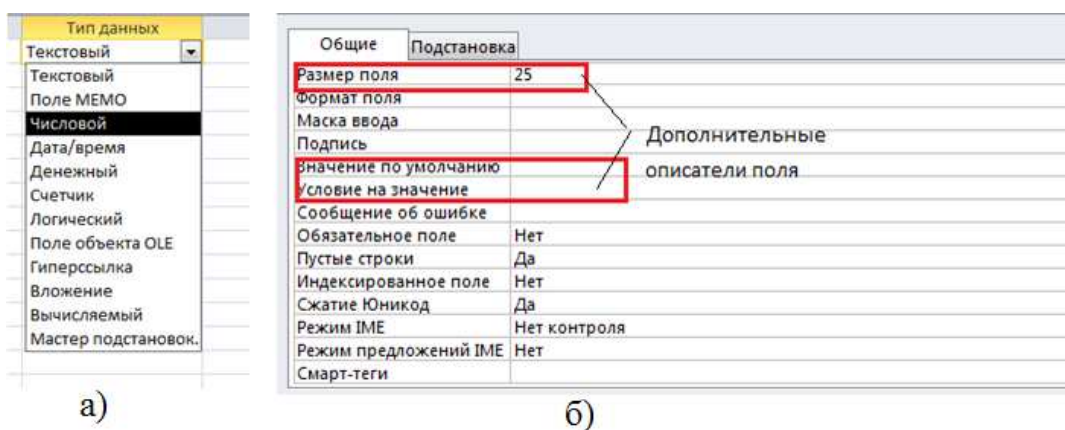 Тип данных
Текстовый
Текстовый
Поле МЕМО
Числовой
Дата/время
Денежный
Счетчик
Логический
Поле объекта OLE
Гиперссылка
Вложение
Вычисляемый
Мастер подстановок.
а)
Общие Подстановка
Размер поля 25
Формат поля
Маска ввода
Подпись
Значение по умолчанию
Условие на значение
Сообщение об ошибке
Обязательное поле Нет
Пустые строки Да
Индексированное поле Нет
Сжатие Юникод Да
Режим IME Нет контроля
Режим предложений IME Нет
Смарт-теги
Дополнительные
описатели поля
б)